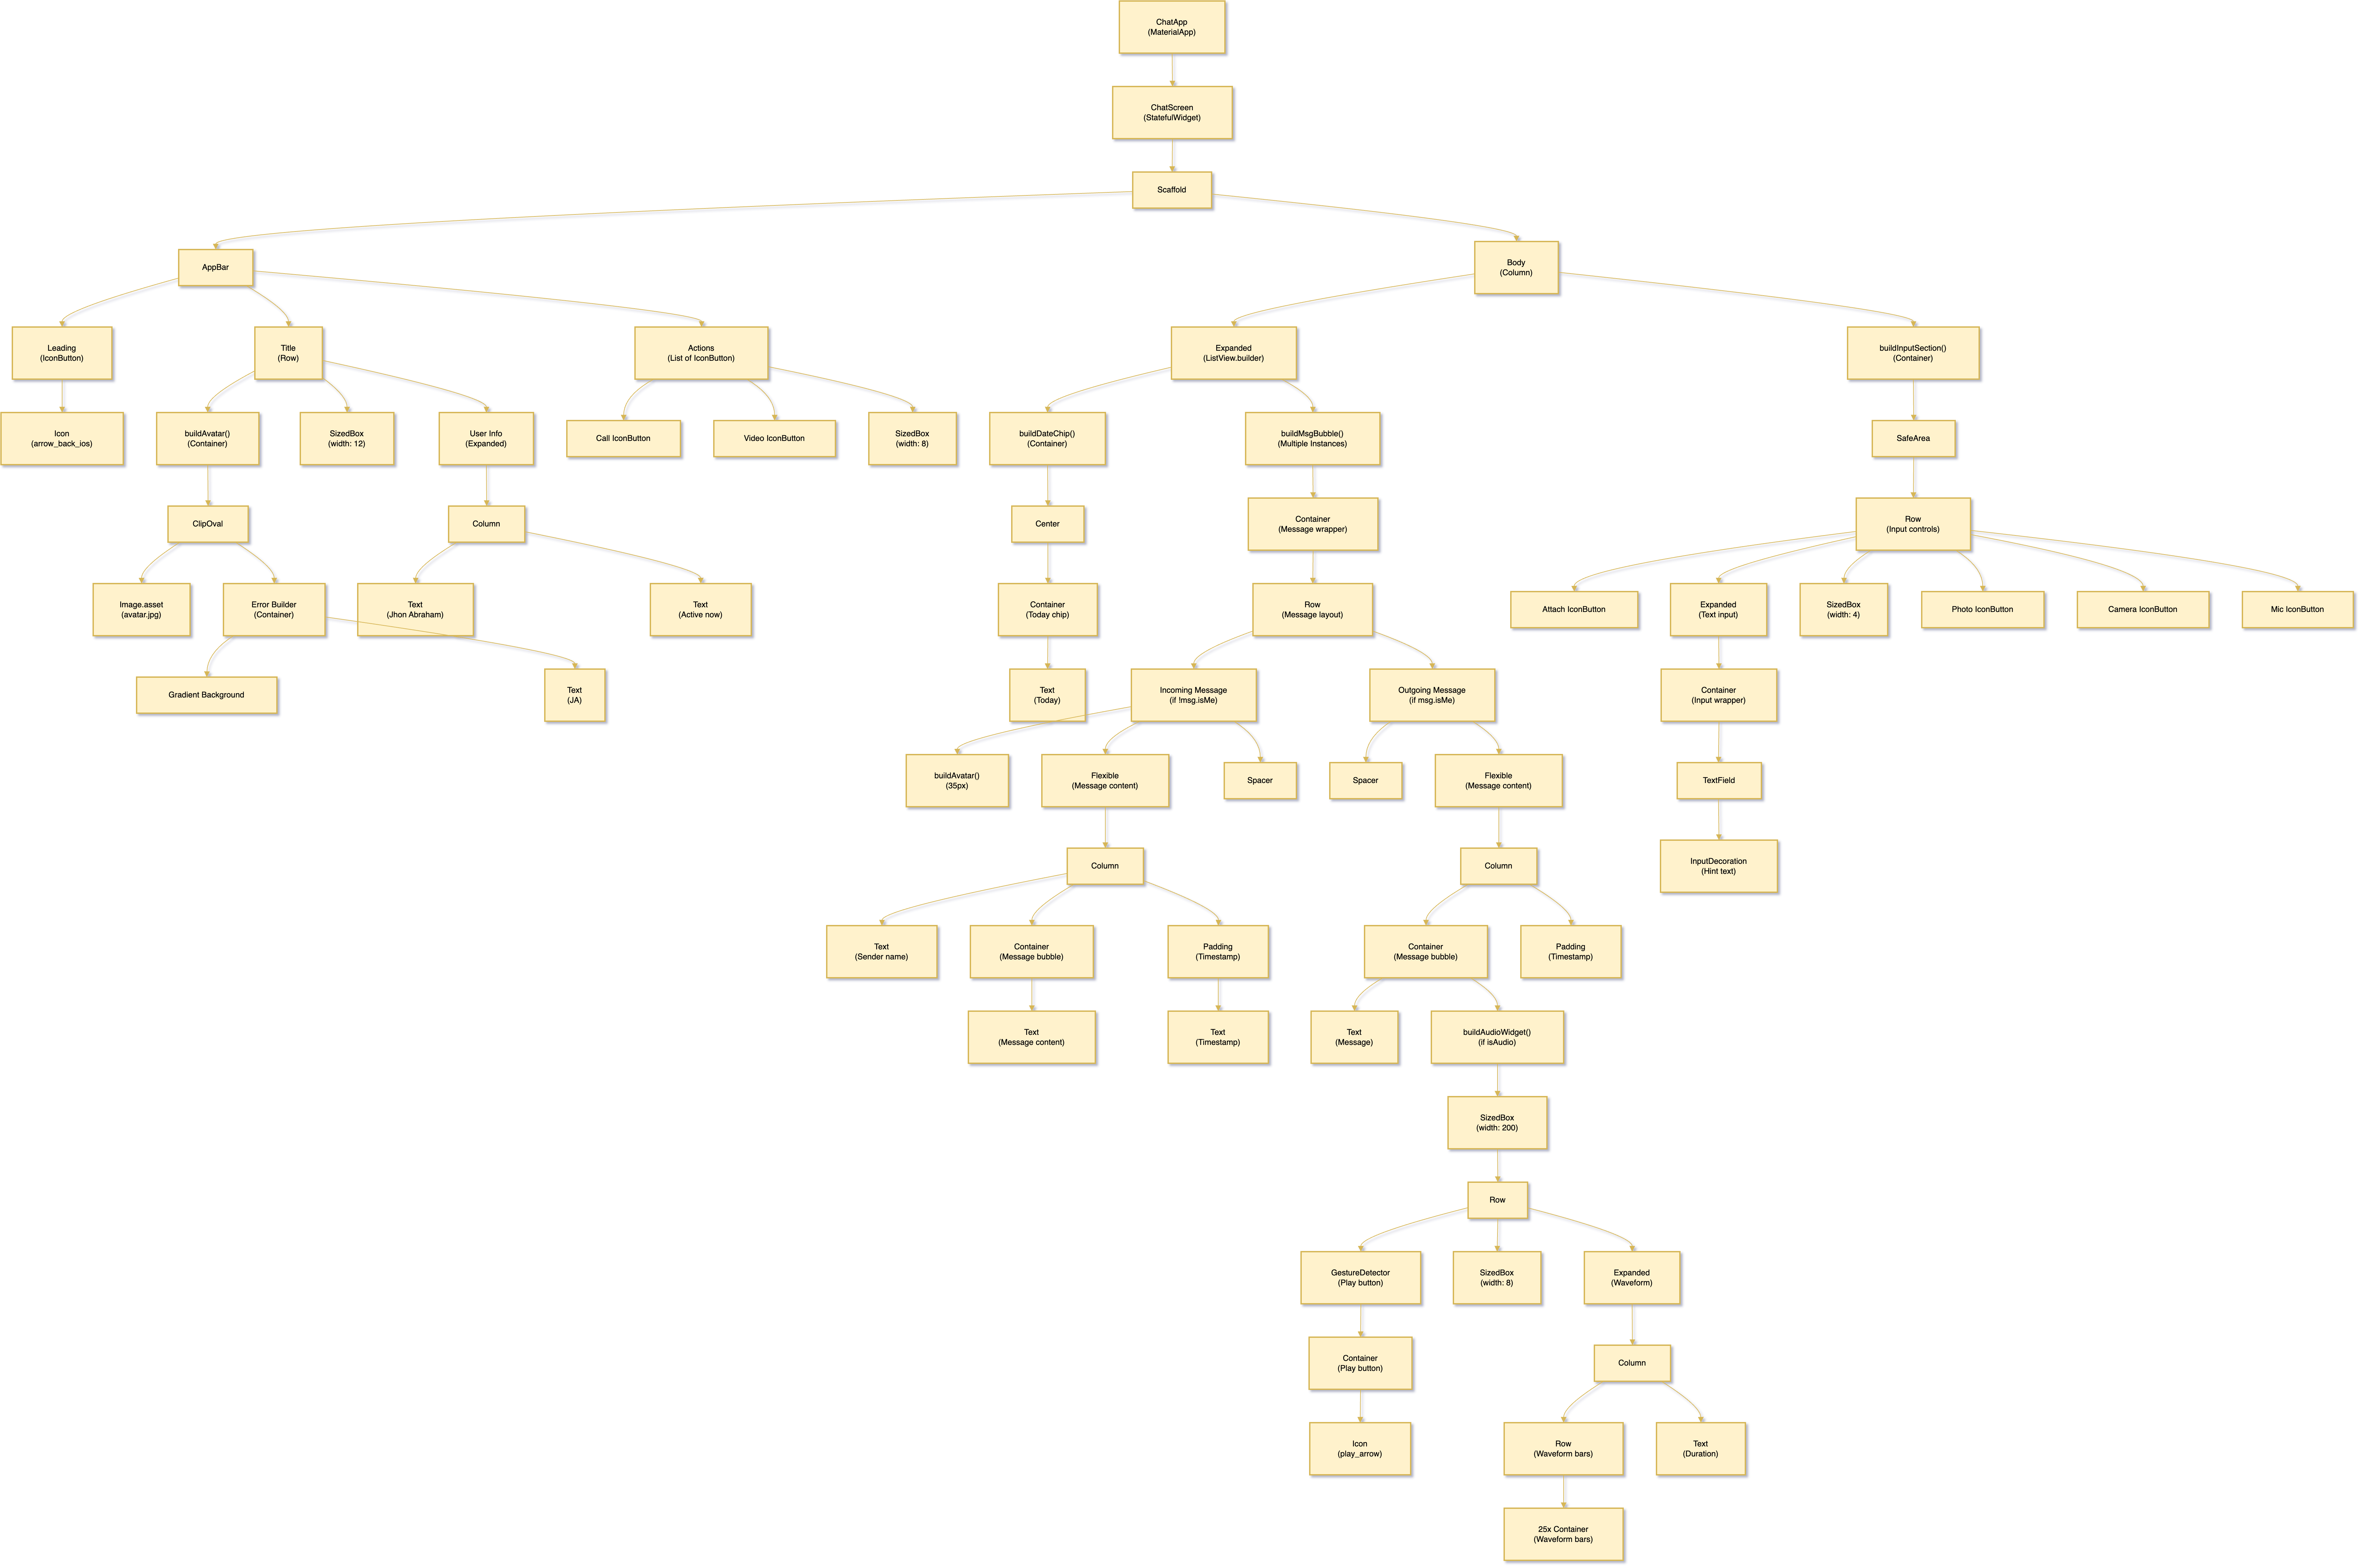 ChatApp
(MaterialApp)
ChatScreen
(StatefulWidget)
Scaffold
AppBar
Body
(Column)
Leading
(IconButton)
Title
(Row)
Actions
(List of IconButton)
Expanded
(ListView.builder)
buildInputSection()
(Container)
Icon
(arrow_back_ios)
buildAvatar()
(Container)
SizedBox
(width: 12)
User Info
(Expanded)
Call IconButton
Video IconButton
SizedBox
(width: 8)
buildDateChip()
(Container)
buildMsgBubble()
(Multiple Instances)
SafeArea
ClipOval
Column
Center
Container
(Message wrapper)
Row
(Input controls)
Image.asset
(avatar.jpg)
Error Builder
(Container)
Text
(Jhon Abraham)
Text
(Active now)
Container
(Today chip)
Row
(Message layout)
Attach IconButton
Expanded
(Text input)
SizedBox
(width: 4)
Photo IconButton
Camera IconButton
Mic IconButton
Gradient Background
Text
(JA)
Text
(Today)
Incoming Message
(if !msg.isMe)
Outgoing Message
(if msg.isMe)
Container
(Input wrapper)
buildAvatar()
(35px)
Flexible
(Message content)
Spacer
Spacer
Flexible
(Message content)
TextField
Column
Column
InputDecoration
(Hint text)
Text
(Sender name)
Container
(Message bubble)
Padding
(Timestamp)
Container
(Message bubble)
Padding
(Timestamp)
Text
(Message content)
Text
(Timestamp)
Text
(Message)
buildAudioWidget()
(if isAudio)
SizedBox
(width: 200)
Row
GestureDetector
(Play button)
SizedBox
(width: 8)
Expanded
(Waveform)
Container
(Play button)
Column
Icon
(play_arrow)
Row
(Waveform bars)
Text
(Duration)
25x Container
(Waveform bars)